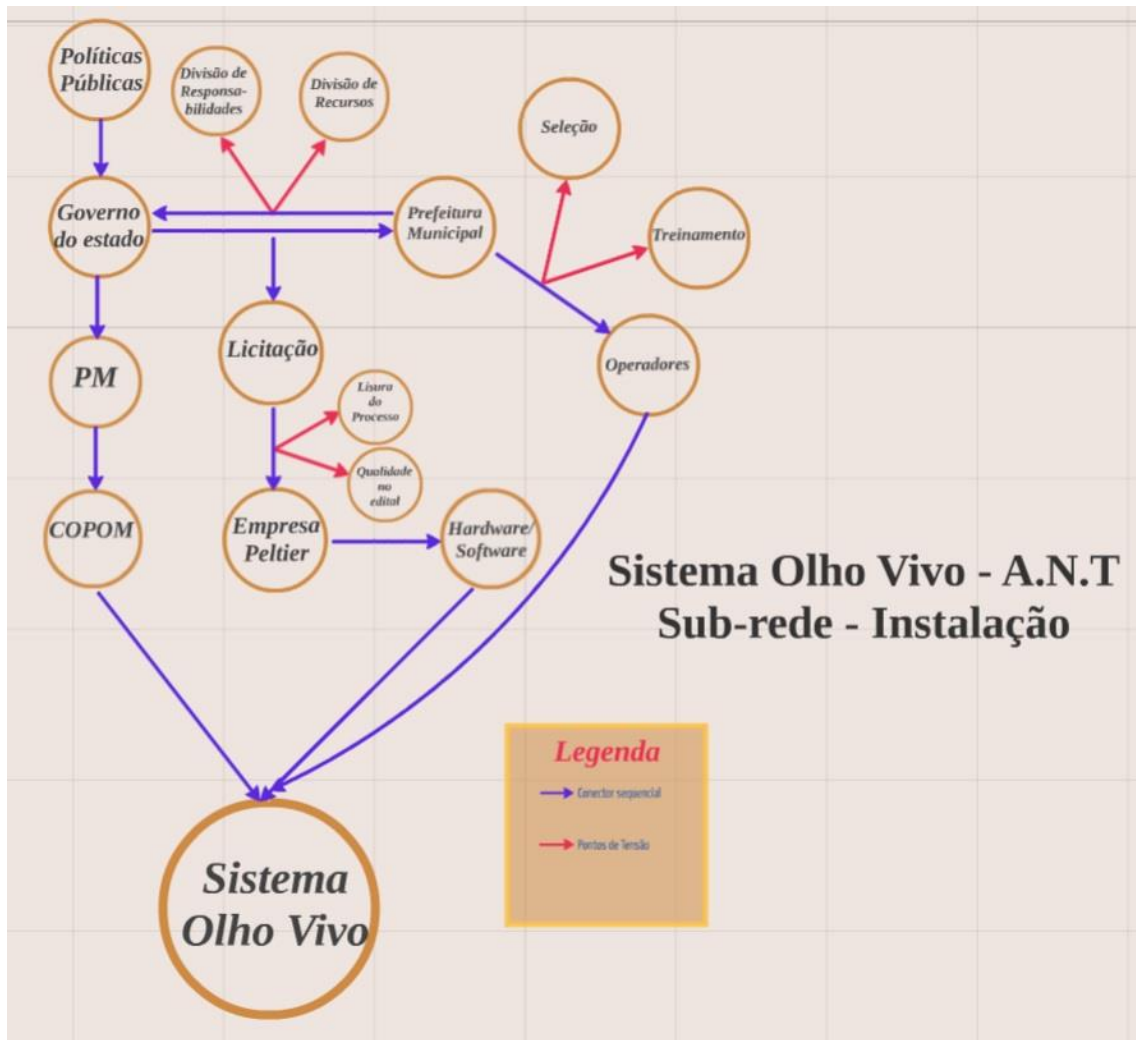 Políticas
Públicas
Divisão de
Responsa-
bilidades
Divisão de
Recursos
Seleção
Governo
do estado
Prefeitura
Municipal
Treinamento
Licitação
Operadores
PM
Lisura
do
Processo
Qualidade
no
edital
COPOM
Empresa
Peltier
Hardware/
Software
Sistema Olho Vivo - A.N.T
Sub-rede - Instalação
Legenda
Conector sequencial
Pontos de Tensão
Sistema
Olho Vivo